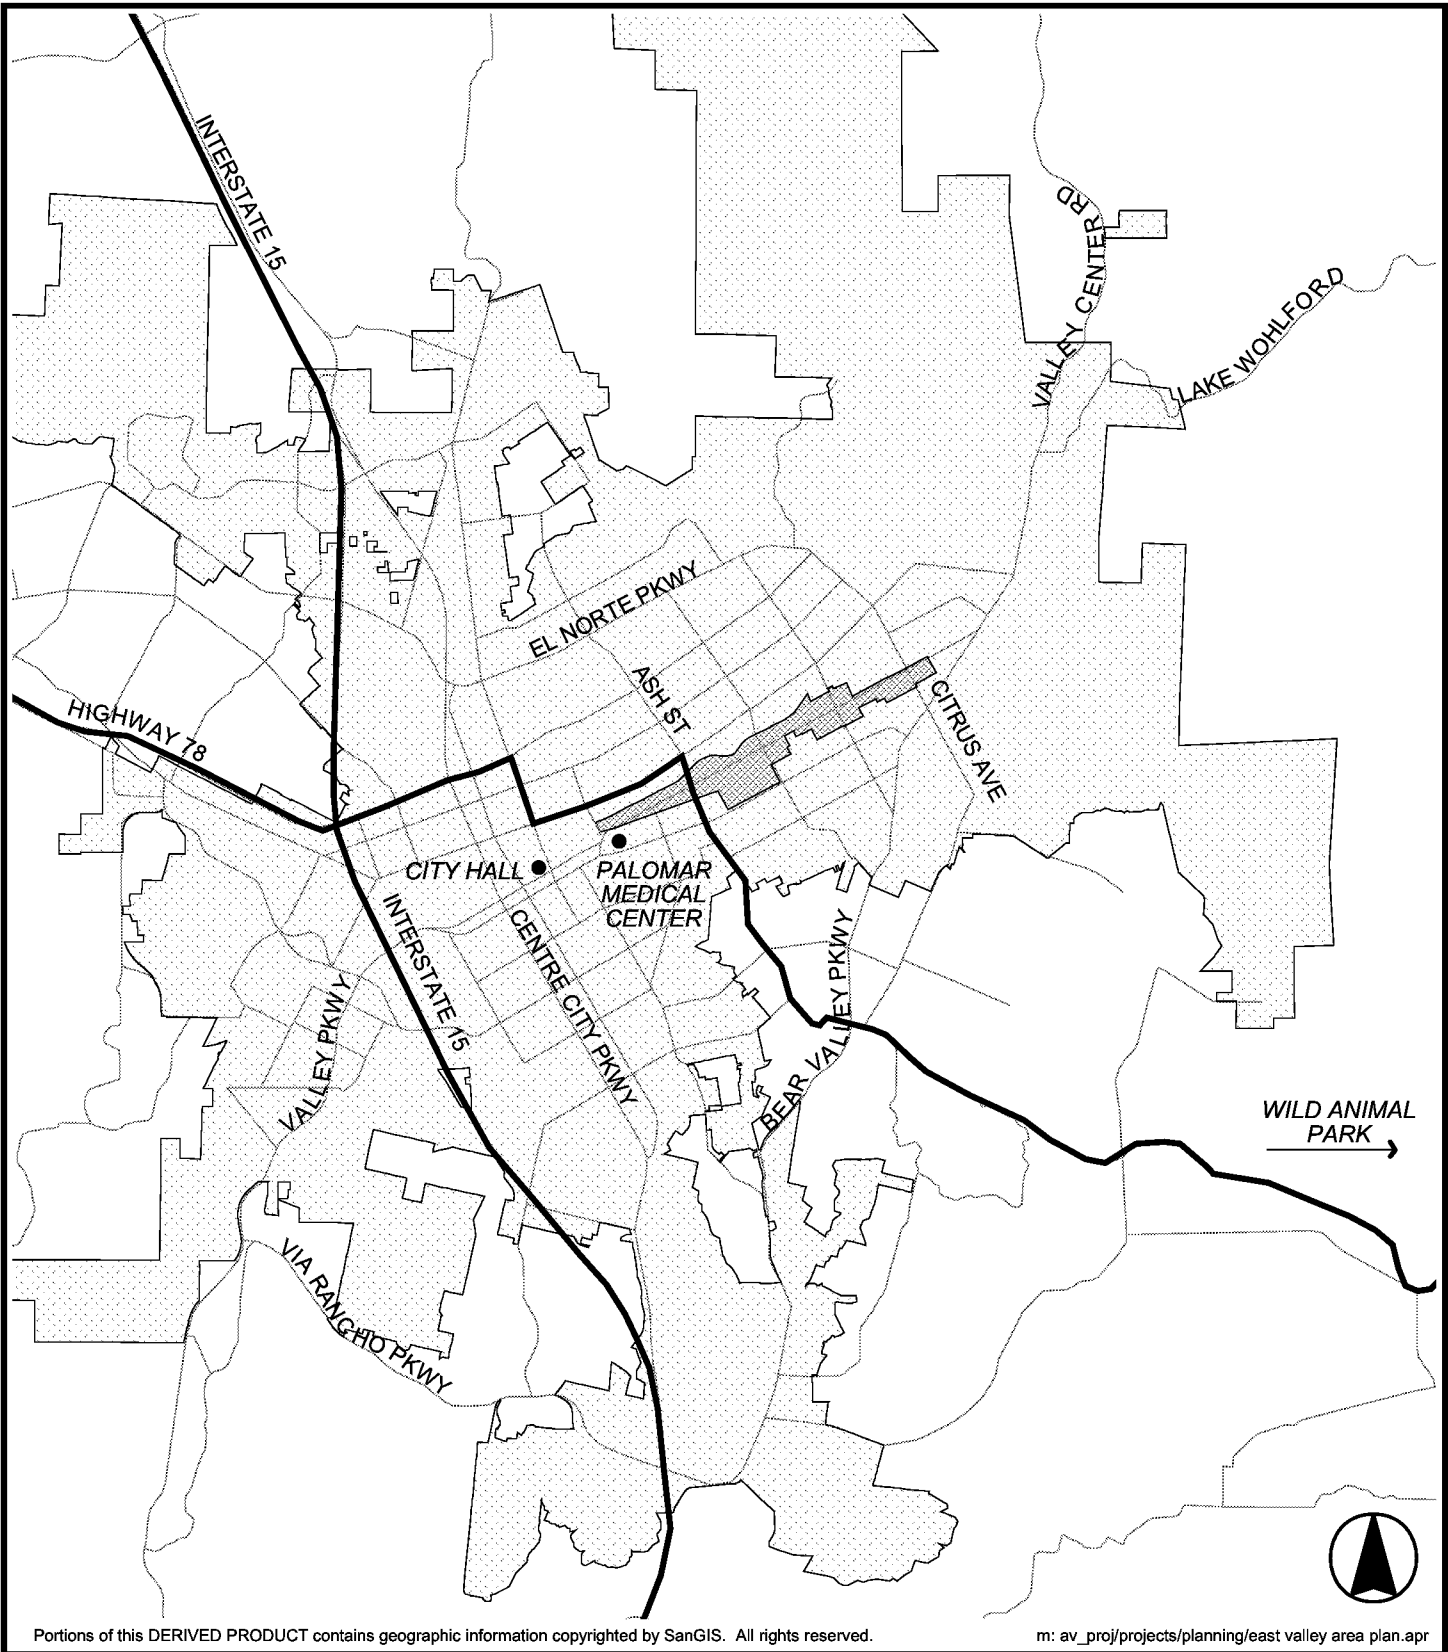 INTERSTATE 15
VALLEY CENTER RD
LAKE WOHLFORD
EL NORTE PKWY
ASH ST
CITRUS AVE
HIGHWAY 78
CITY HALL
PALOMAR
MEDICAL
CENTER
INTERSTATE 15
CENTRE CITY PKWY
BEAR VALLEY PKWY
VALLEY PKWY
WILD ANIMAL
PARK
VIA RANCHO PKWY
Portions of this DERIVED PRODUCT contains geographic information copyrighted by SanGIS. All rights reserved.
m: av_proj/projects/planning/east valley area plan.apr